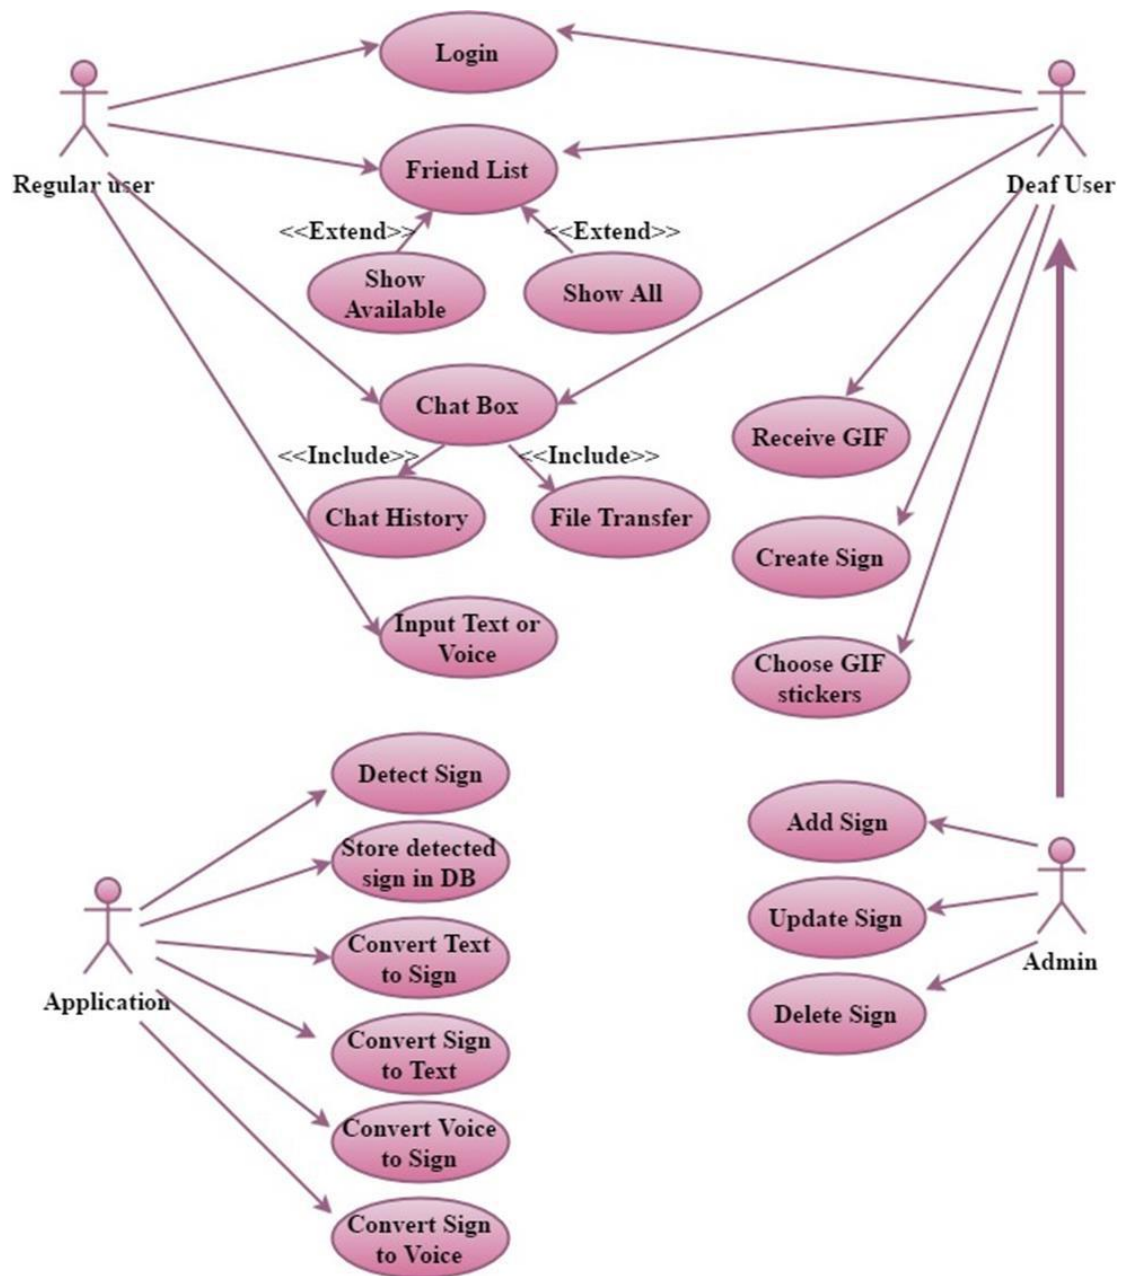 Login
Friend List
Regular user
Deaf User
<<Extend>>
<<Extend>>
Show
Available
Show All
Chat Box
Receive GIF
<<Include>>
<<Include>>
Chat History
File Transfer
Create Sign
Input Text or
Voice
Choose GIF
stickers
Detect Sign
Add Sign
Store detected
sign in DB
Update Sign
Convert Text
to Sign
Admin
Application
Delete Sign
Convert Sign
to Text
Convert Voice
to Sign
Convert Sign
to Voice